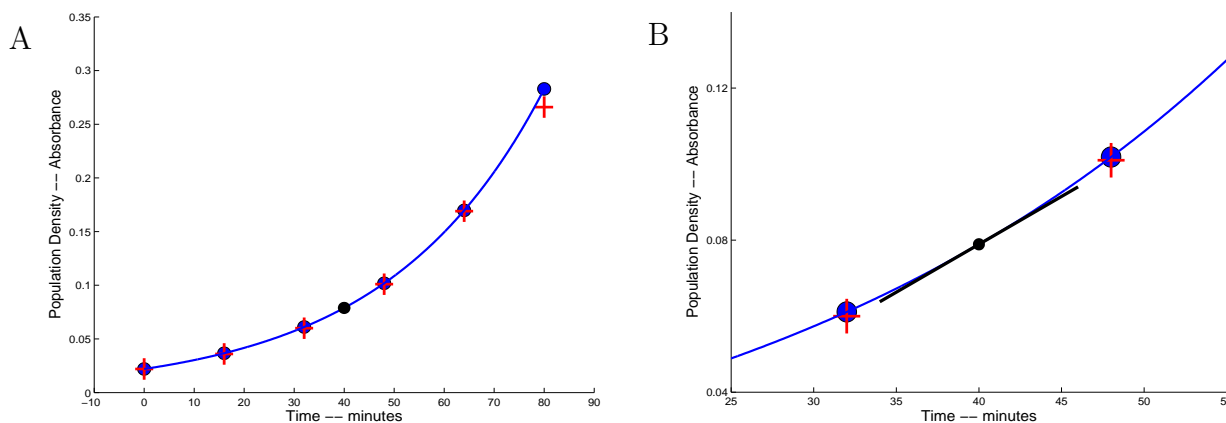 A
Population Density –– Absorbance
0.35
0.3
0.25
0.2
0.15
0.1
0.05
0
−10 0 10 20 30 40 50 60 70 80 90
Time –– minutes
B
Population Density –– Absorbance
0.12
0.08
0.04
25 30 35 40 45 50
Time –– minutes